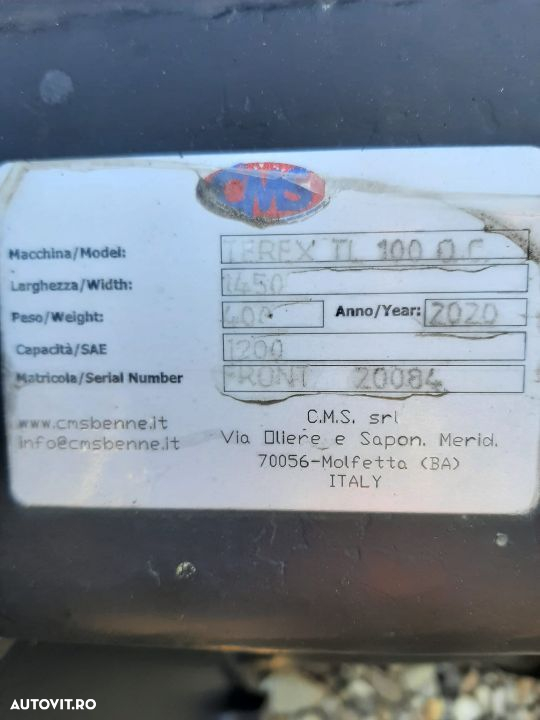 CMS
Macchina/Model: TEREX TL 100 Q.C.
Larghezza/Width: 1450
Peso/Weight: 400 Anno/Year: 2020
Capacità/SAE 1200
Matricola/Serial Number FRONT 20084
www.cmsbenne.it
info@cmsbenne.it
C.M.S. srl
Via Oliere e Sapon. Merid.
70056-Molfetta (BA)
ITALY
AUTOVIT.RO